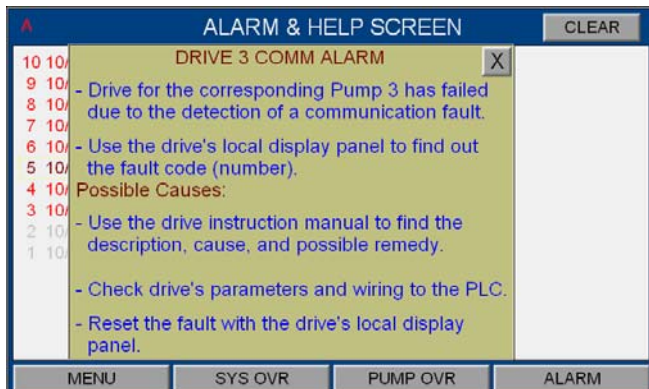 A ALARM & HELP SCREEN CLEAR
DRIVE 3 COMM ALARM X
10 10/
9 10/
8 10/
7 10/
6 10/
5 10/
4 10/
3 10/
2 10/
1 10/
- Drive for the corresponding Pump 3 has failed
due to the detection of a communication fault.
- Use the drive's local display panel to find out
the fault code (number).
Possible Causes:
- Use the drive instruction manual to find the
description, cause, and possible remedy.
- Check drive's parameters and wiring to the PLC.
- Reset the fault with the drive's local display
panel.
MENU SYS OVR PUMP OVR ALARM